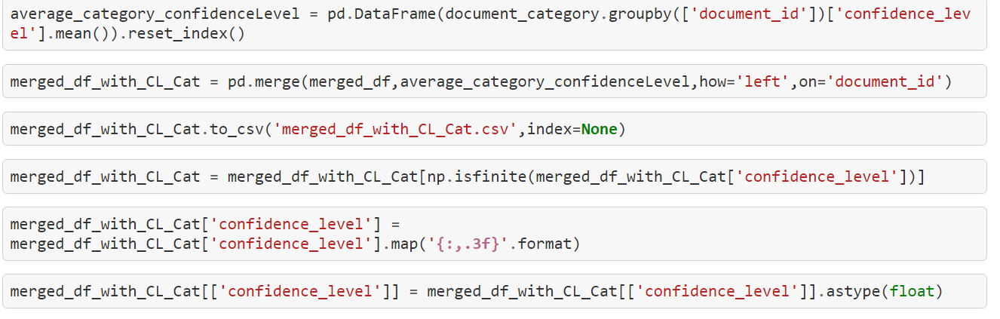 average_category_confidenceLevel = pd.DataFrame(document_category.groupby(['document_id'])['confidence_lev
el'].mean()).reset_index()
merged_df_with_CL_Cat = pd.merge(merged_df,average_category_confidenceLevel,how='left',on='document_id')
merged_df_with_CL_Cat.to_csv('merged_df_with_CL_Cat.csv',index=None)
merged_df_with_CL_Cat = merged_df_with_CL_Cat[np.isfinite(merged_df_with_CL_Cat['confidence_level'])]
merged_df_with_CL_Cat['confidence_level'] =
merged_df_with_CL_Cat['confidence_level'].map('{:,.3f}'.format)
merged_df_with_CL_Cat[['confidence_level']] = merged_df_with_CL_Cat[['confidence_level']].astype(float)